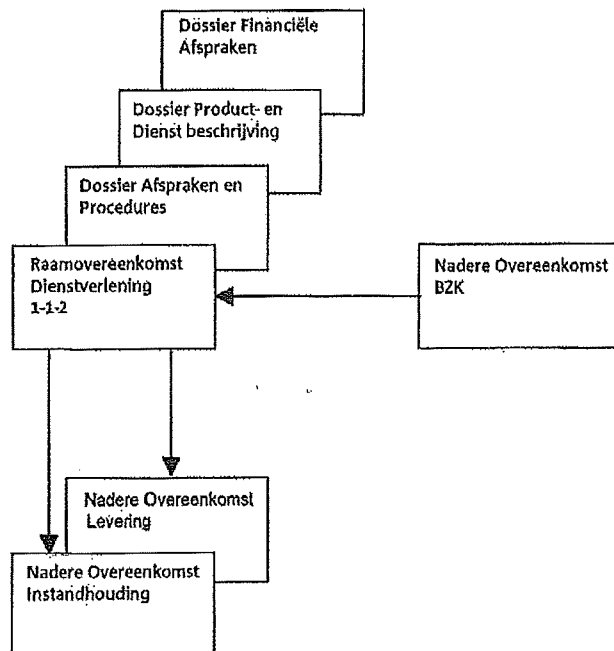 Dossier Financiële
Afspraken
Dossier Product- en
Dienst beschrijving
Dossier Afspraken en
Procedures
Raamovereenkomst
Dienstverlening
1-1-2
Nadere Overeenkomst
BZK
Nadere Overeenkomst
Levering
Nadere Overeenkomst
Instandhouding